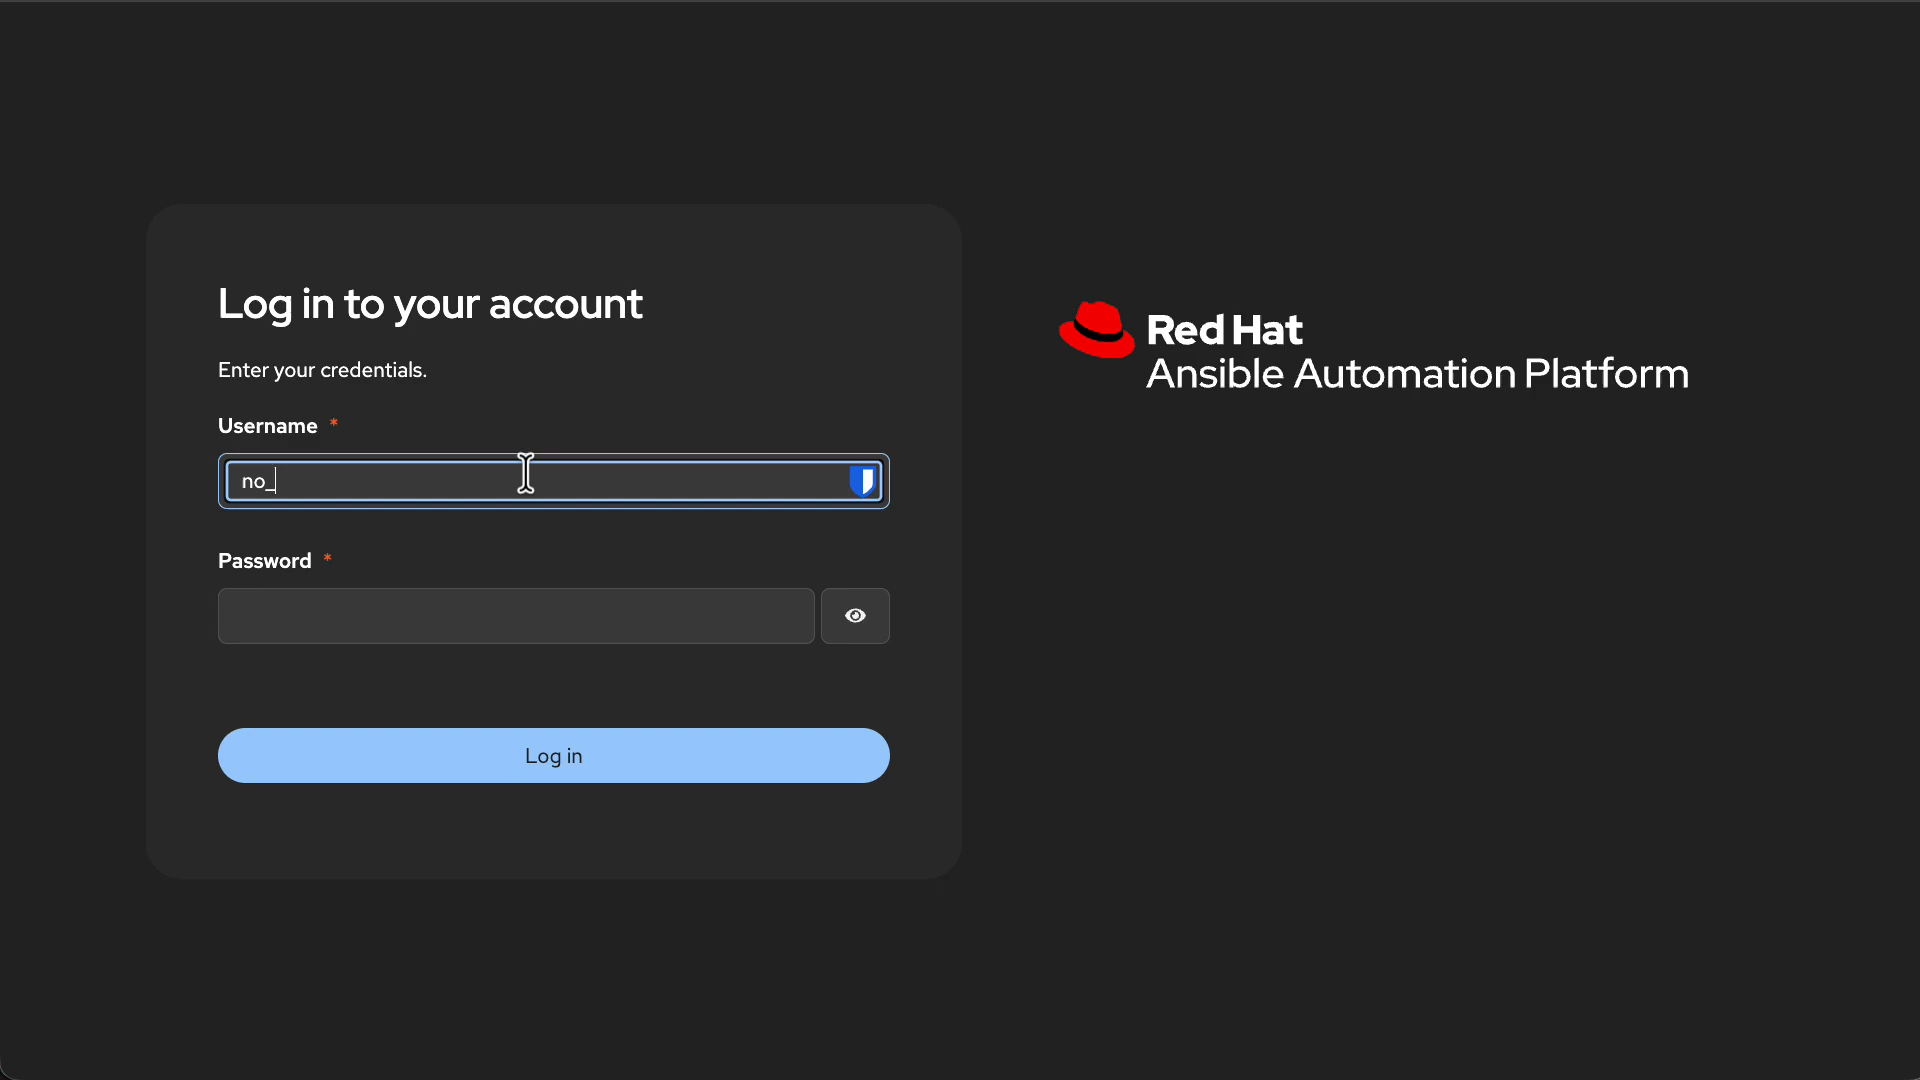 Log in to your account
Enter your credentials.
Username *
no_
Password *
Log in
Red Hat
Ansible Automation Platform